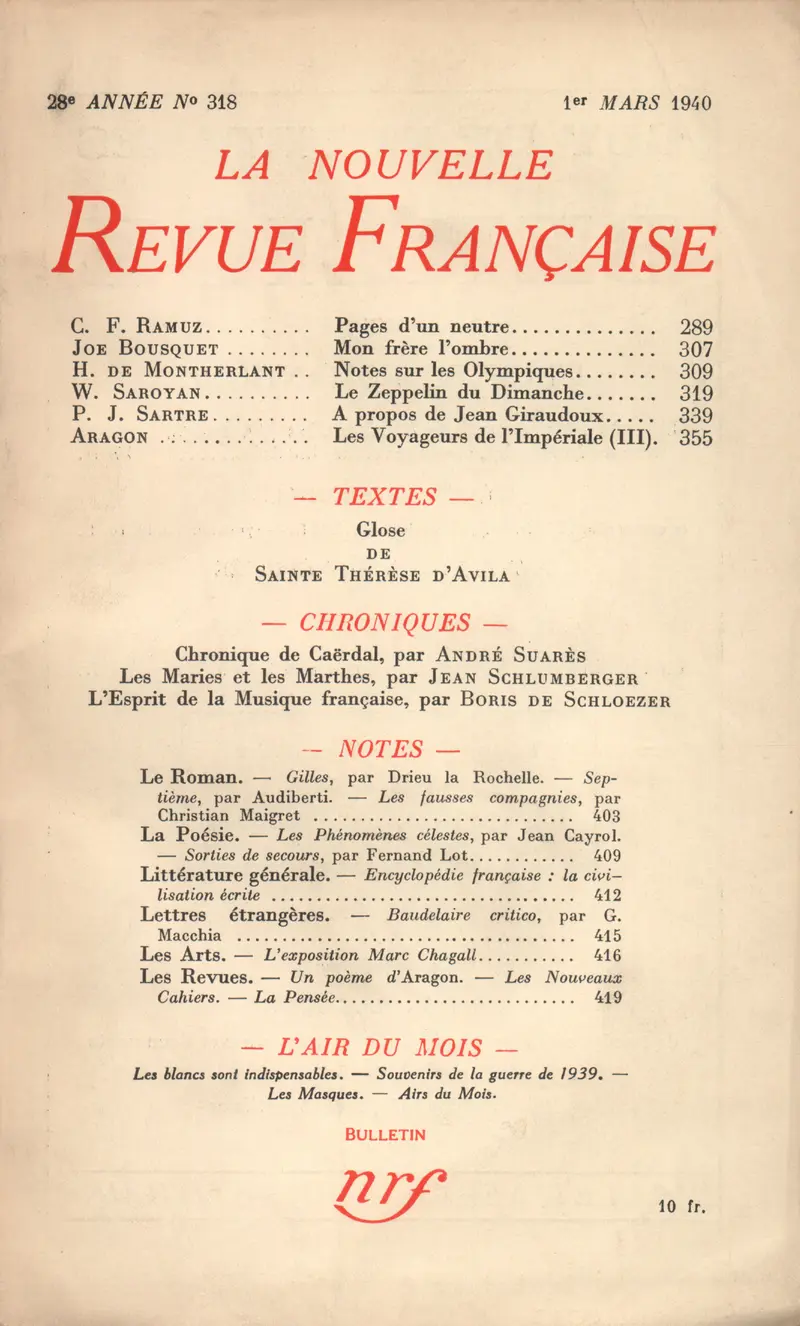 28e ANNÉE No 318 1er MARS 1940
LA NOUVELLE
REVUE FRANÇAISE
C. F. RAMUZ.......... Pages d'un neutre.............. 289
JOE BOUSQUET ........ Mon frère l'ombre.............. 307
H. DE MONTHERLANT .. Notes sur les Olympiques........ 309
W. SAROYAN.......... Le Zeppelin du Dimanche....... 319
P. J. SARTRE......... A propos de Jean Giraudoux..... 339
ARAGON ............. Les Voyageurs de l'Impériale (III). 355
— TEXTES —
Glose
DE
SAINTE THÉRÈSE D'AVILA
— CHRONIQUES —
Chronique de Caërdal, par ANDRÉ SUARÈS
Les Maries et les Marthes, par JEAN SCHLUMBERGER
L'Esprit de la Musique française, par BORIS DE SCHLOEZER
— NOTES —
Le Roman. — Gilles, par Drieu la Rochelle. — Sep-
tième, par Audiberti. — Les fausses compagnies, par
Christian Maigret ............................ 403
La Poésie. — Les Phénomènes célestes, par Jean Cayrol.
— Sorties de secours, par Fernand Lot............ 409
Littérature générale. — Encyclopédie française : la civi-
lisation écrite ................................. 412
Lettres étrangères. — Baudelaire critico, par G.
Macchia ..................................... 415
Les Arts. — L'exposition Marc Chagall........... 416
Les Revues. — Un poème d'Aragon. — Les Nouveaux
Cahiers. — La Pensée.......................... 419
— L'AIR DU MOIS —
Les blancs sont indispensables. — Souvenirs de la guerre de 1939. —
Les Masques. — Airs du Mois.
BULLETIN
nrf
10 fr.